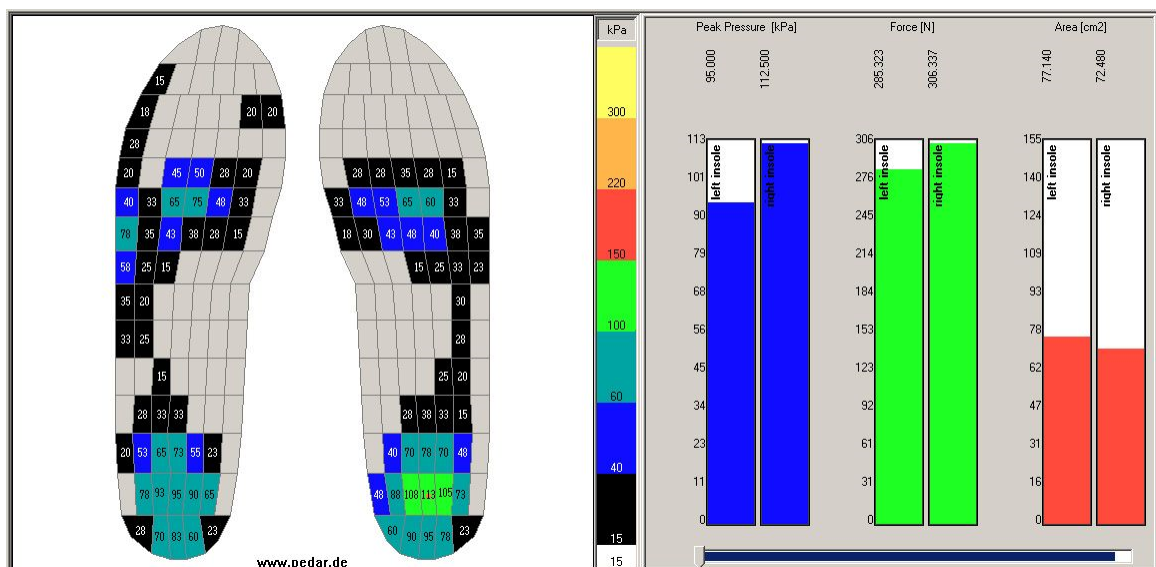 kPa
300
220
150
100
60
40
15
15
15
18 20 20
28
20 45 50 28 20
40 33 65 75 48 33
78 35 43 38 28 15
58 25 15
35 20
33 25
15
28 33 33
20 53 65 73 55 23
78 93 95 90 65
28 70 83 60 23
28 28 35 28 15
33 48 53 65 60 33
18 30 43 48 40 38 35
15 25 33 23
30
28
25 20
28 38 33 15
40 70 78 70 48
48 88 108 113 105 73
60 90 95 78 23
www.pedar.de
Peak Pressure [kPa] Force [N] Area [cm2]
95.000 112.500 285.323 306.337 77.140 72.480
113 left insole right insole 306 left insole right insole 155 left insole right insole
101 276 140
90 245 124
79 214 109
68 184 93
56 153 78
45 122 62
34 92 47
23 61 31
11 31 16
0 0 0